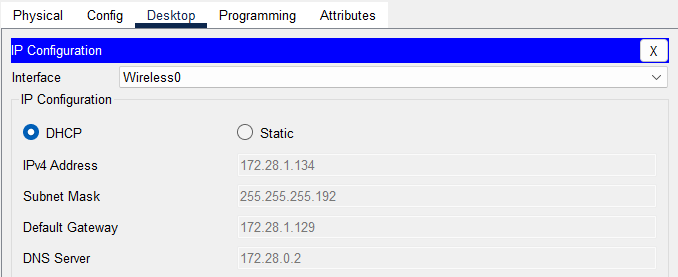 Physical Config Desktop Programming Attributes
IP Configuration X
Interface Wireless0
IP Configuration
DHCP Static
IPv4 Address 172.28.1.134
Subnet Mask 255.255.255.192
Default Gateway 172.28.1.129
DNS Server 172.28.0.2